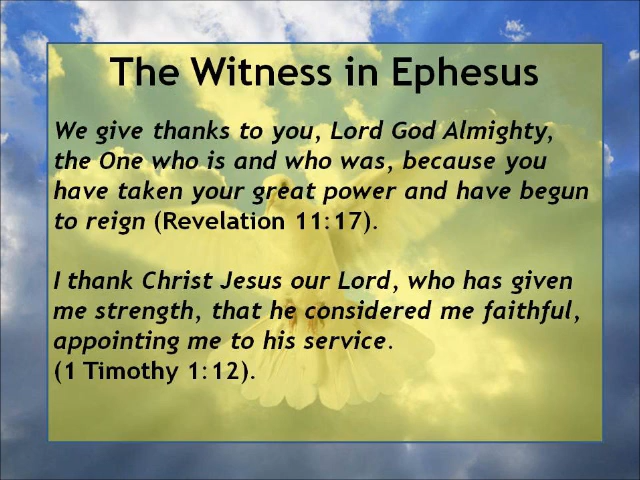 The Witness in Ephesus
We give thanks to you, Lord God Almighty,
the One who is and who was, because you
have taken your great power and have begun
to reign (Revelation 11:17).
I thank Christ Jesus our Lord, who has given
me strength, that he considered me faithful,
appointing me to his service.
(1 Timothy 1:12).